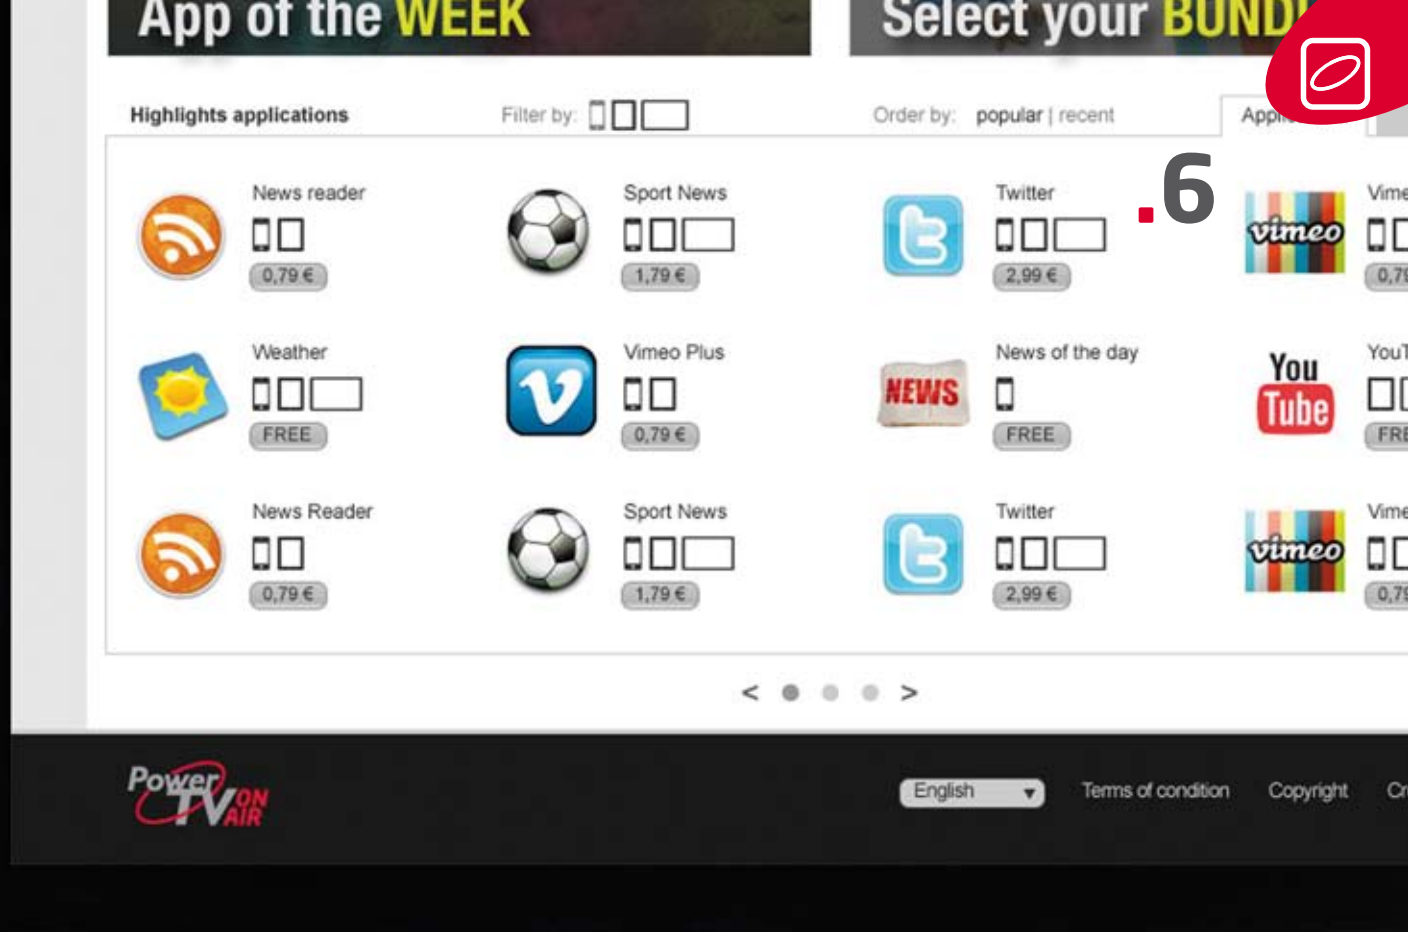 App of the WEEK
Select your
Highlights applications
Filter by:
Order by: popular | recent
.6
News reader
0,79 €
Sport News
1,79 €
Twitter
2,99 €
vimeo
Weather
FREE
Vimeo Plus
0,79 €
NEWS
News of the day
FREE
You
Tube
News Reader
0,79 €
Sport News
1,79 €
Twitter
2,99 €
vimeo
< >
Power
TV ON
AIR
English
Terms of condition
Copyright